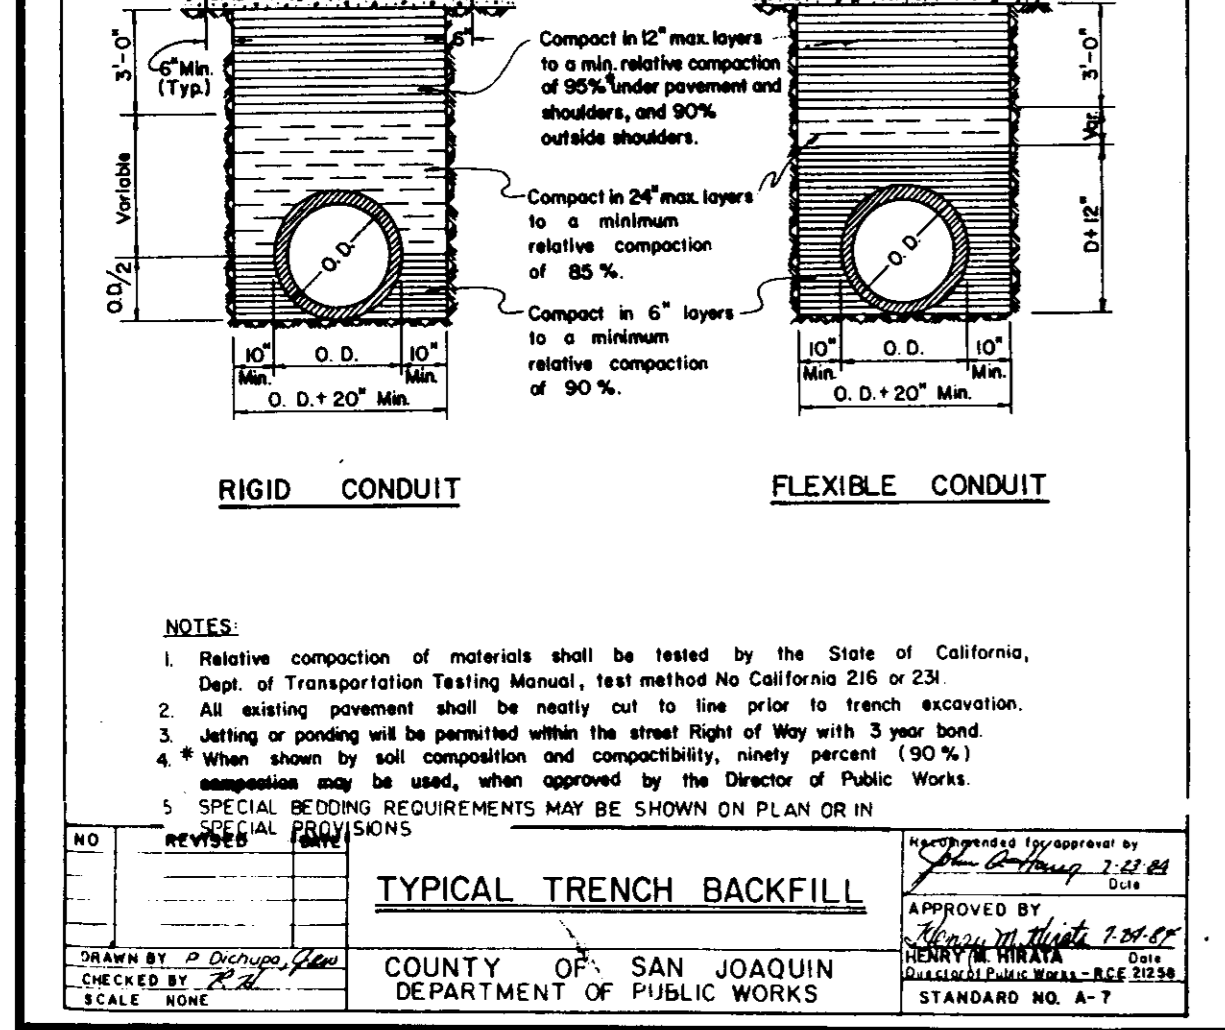 3'-0"
6" Min.
(Typ.)
6"
Variable
O.D./2
O.D.
10"
Min.
O. D.
10"
Min.
O. D.+ 20" Min.
Compact in 12" max. layers
to a min. relative compaction
of 95%* under pavement and
shoulders, and 90%
outside shoulders.
Compact in 24" max. layers
to a minimum
relative compaction
of 85 %.
Compact in 6" layers
to a minimum
relative compaction
of 90 %.
3'-0"
Var.
D+12"
O.D.
10"
Min.
O. D.
10"
Min.
O. D.+ 20" Min.
RIGID CONDUIT
FLEXIBLE CONDUIT
NOTES:
1. Relative compaction of materials shall be tested by the State of California,
Dept. of Transportation Testing Manual, test method No California 216 or 231.
2. All existing pavement shall be neatly cut to line prior to trench excavation.
3. Jetting or ponding will be permitted within the street Right of Way with 3 year bond.
4. * When shown by soil composition and compactibility, ninety percent (90 %)
compaction may be used, when approved by the Director of Public Works.
5 SPECIAL BEDDING REQUIREMENTS MAY BE SHOWN ON PLAN OR IN
SPECIAL PROVISIONS
NO REVISED DATE
DRAWN BY P Dichupa,
CHECKED BY
SCALE NONE
TYPICAL TRENCH BACKFILL
COUNTY OF SAN JOAQUIN
DEPARTMENT OF PUBLIC WORKS
Recommended for approval by
7-23-84
Date
APPROVED BY
Henry M. Hirata
HENRY M. HIRATA Date
Director of Public Works - R.C.E. 21258
STANDARD NO. A-7